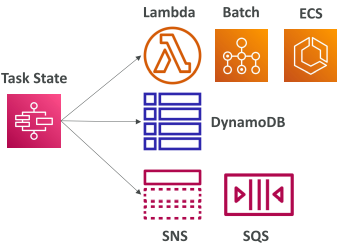 Lambda
Batch
ECS
Task State
DynamoDB
SNS
SQS